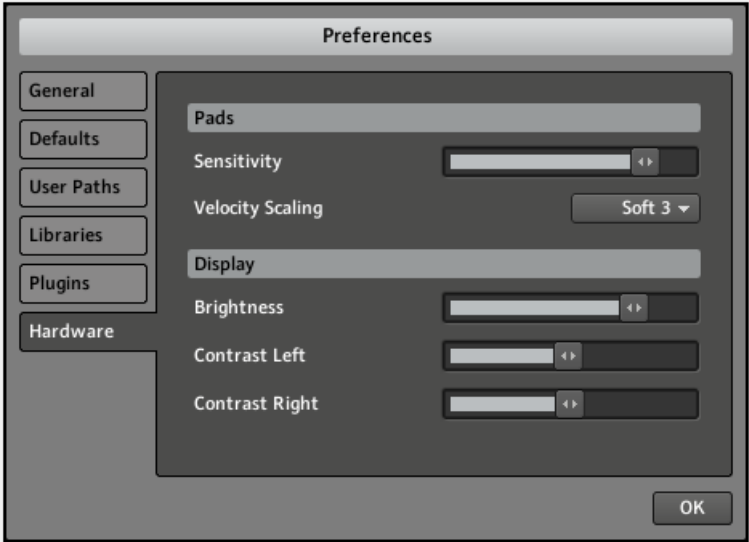 Preferences
General
Defaults
User Paths
Libraries
Plugins
Hardware
Pads
Sensitivity
Velocity Scaling
Soft 3
Display
Brightness
Contrast Left
Contrast Right
OK